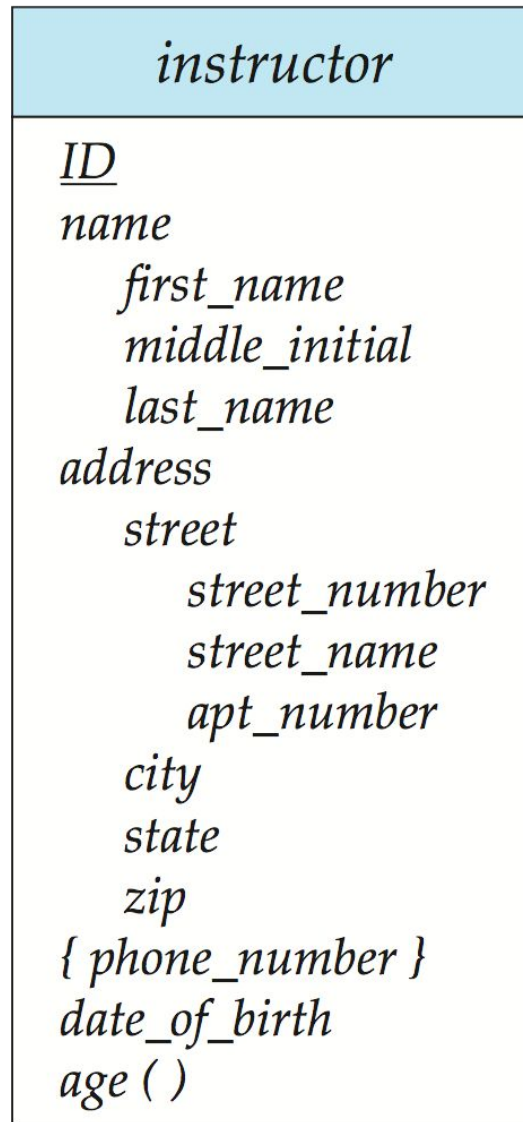 instructor
ID
name
first_name
middle_initial
last_name
address
street
street_number
street_name
apt_number
city
state
zip
{ phone_number }
date_of_birth
age ( )